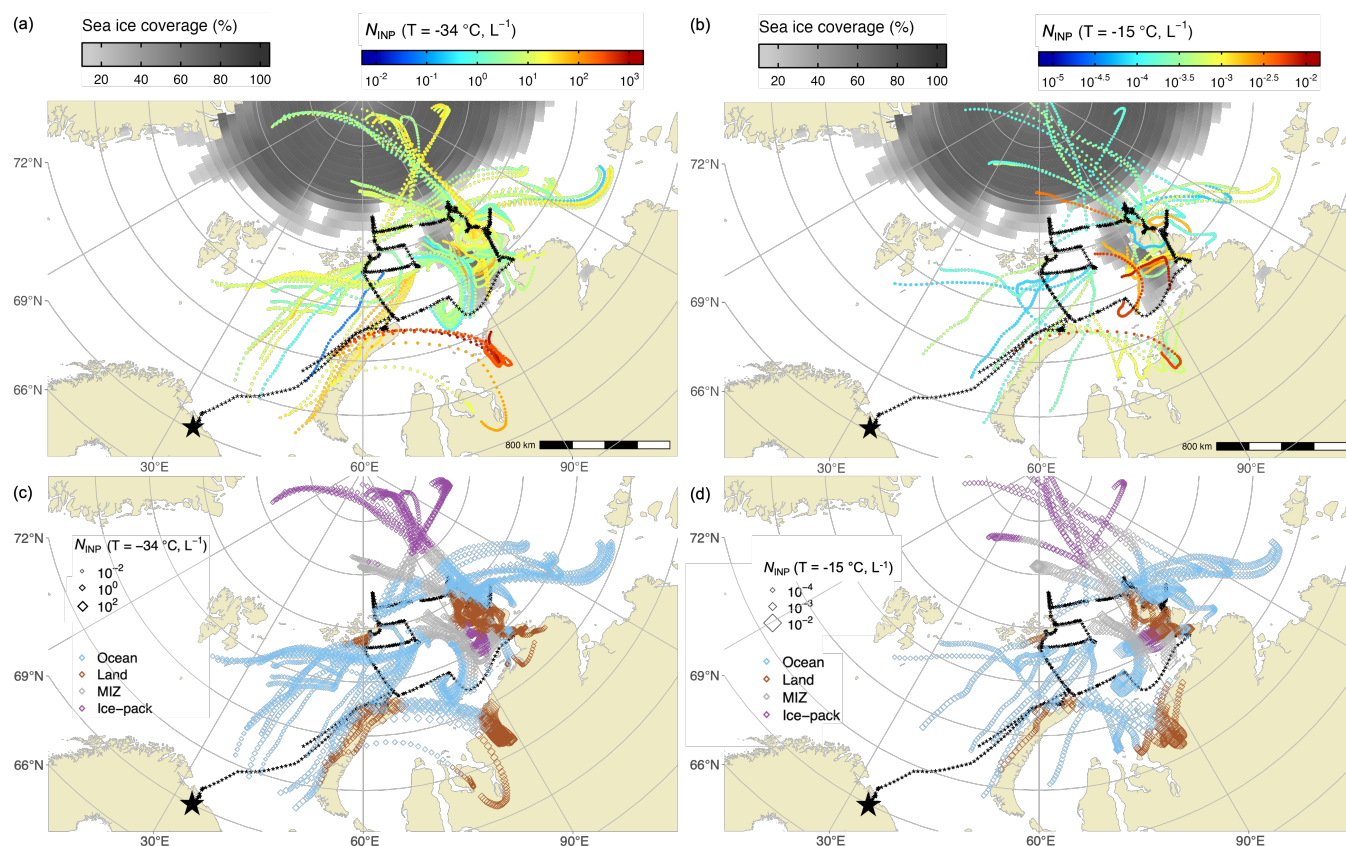 (a)
Sea ice coverage (%)
20 40 60 80 100
N_INP (T = -34 °C, L⁻¹)
10⁻² 10⁻¹ 10⁰ 10¹ 10² 10³
72°N
69°N
66°N
30°E 60°E 90°E
800 km
(b)
Sea ice coverage (%)
20 40 60 80 100
N_INP (T = -15 °C, L⁻¹)
10⁻⁵ 10⁻⁴·⁵ 10⁻⁴ 10⁻³·⁵ 10⁻³ 10⁻²·⁵ 10⁻²
72°N
69°N
66°N
30°E 60°E 90°E
800 km
(c)
72°N
N_INP (T = −34 °C, L⁻¹)
10⁻²
10⁰
10²
Ocean
Land
MIZ
Ice−pack
69°N
66°N
30°E 60°E 90°E
(d)
72°N
N_INP (T = -15 °C, L⁻¹)
10⁻⁴
10⁻³
10⁻²
Ocean
Land
MIZ
Ice−pack
69°N
66°N
30°E 60°E 90°E